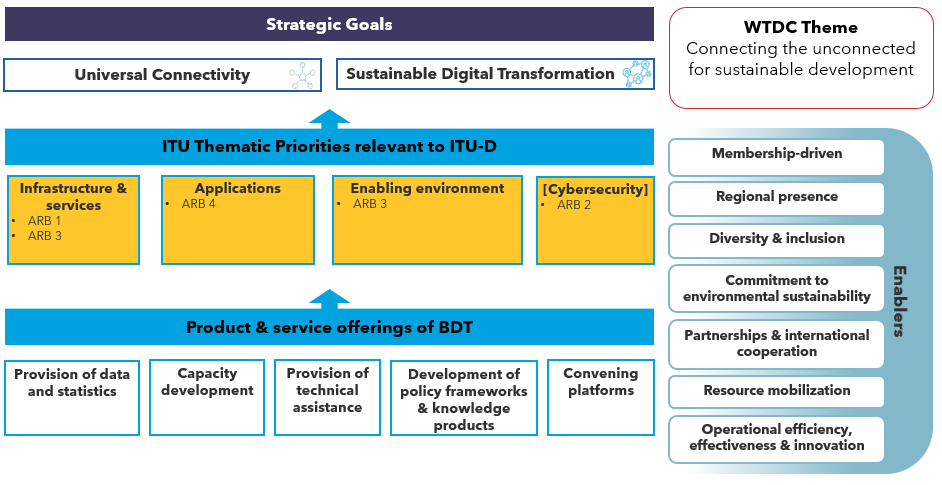 Strategic Goals
Universal Connectivity
Sustainable Digital Transformation
ITU Thematic Priorities relevant to ITU-D
Infrastructure &
services
• ARB 1
• ARB 3
Applications
• ARB 4
Enabling environment
• ARB 3
[Cybersecurity]
• ARB 2
Product & service offerings of BDT
Provision of data
and statistics
Capacity
development
Provision of
technical
assistance
Development of
policy frameworks
& knowledge
products
Convening
platforms
WTDC Theme
Connecting the unconnected
for sustainable development
Membership-driven
Regional presence
Diversity & inclusion
Commitment to
environmental sustainability
Partnerships & international
cooperation
Resource mobilization
Operational efficiency,
effectiveness & innovation
Enablers